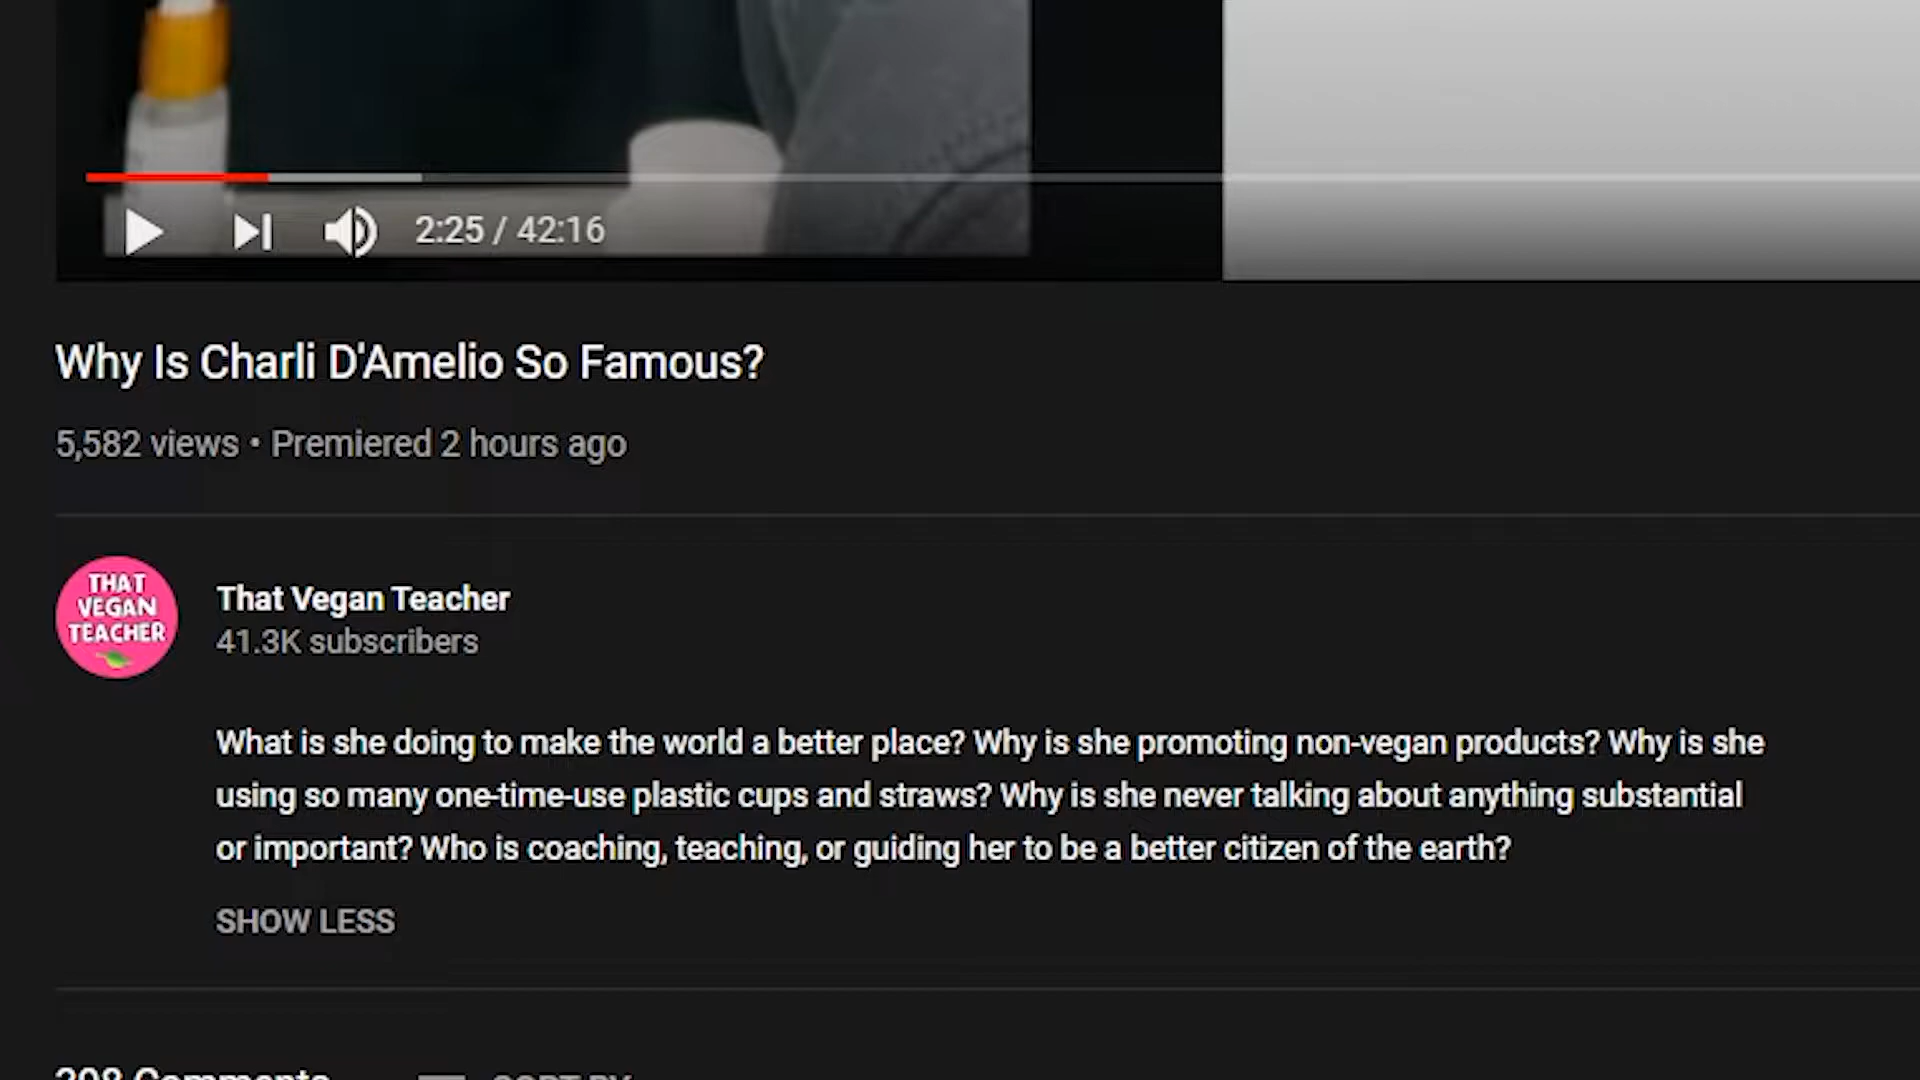 2:25 / 42:16
Why Is Charli D'Amelio So Famous?
5,582 views • Premiered 2 hours ago
THAT
VEGAN
TEACHER
That Vegan Teacher
41.3K subscribers
What is she doing to make the world a better place? Why is she promoting non-vegan products? Why is she
using so many one-time-use plastic cups and straws? Why is she never talking about anything substantial
or important? Who is coaching, teaching, or guiding her to be a better citizen of the earth?
SHOW LESS
Comments
SORT BY